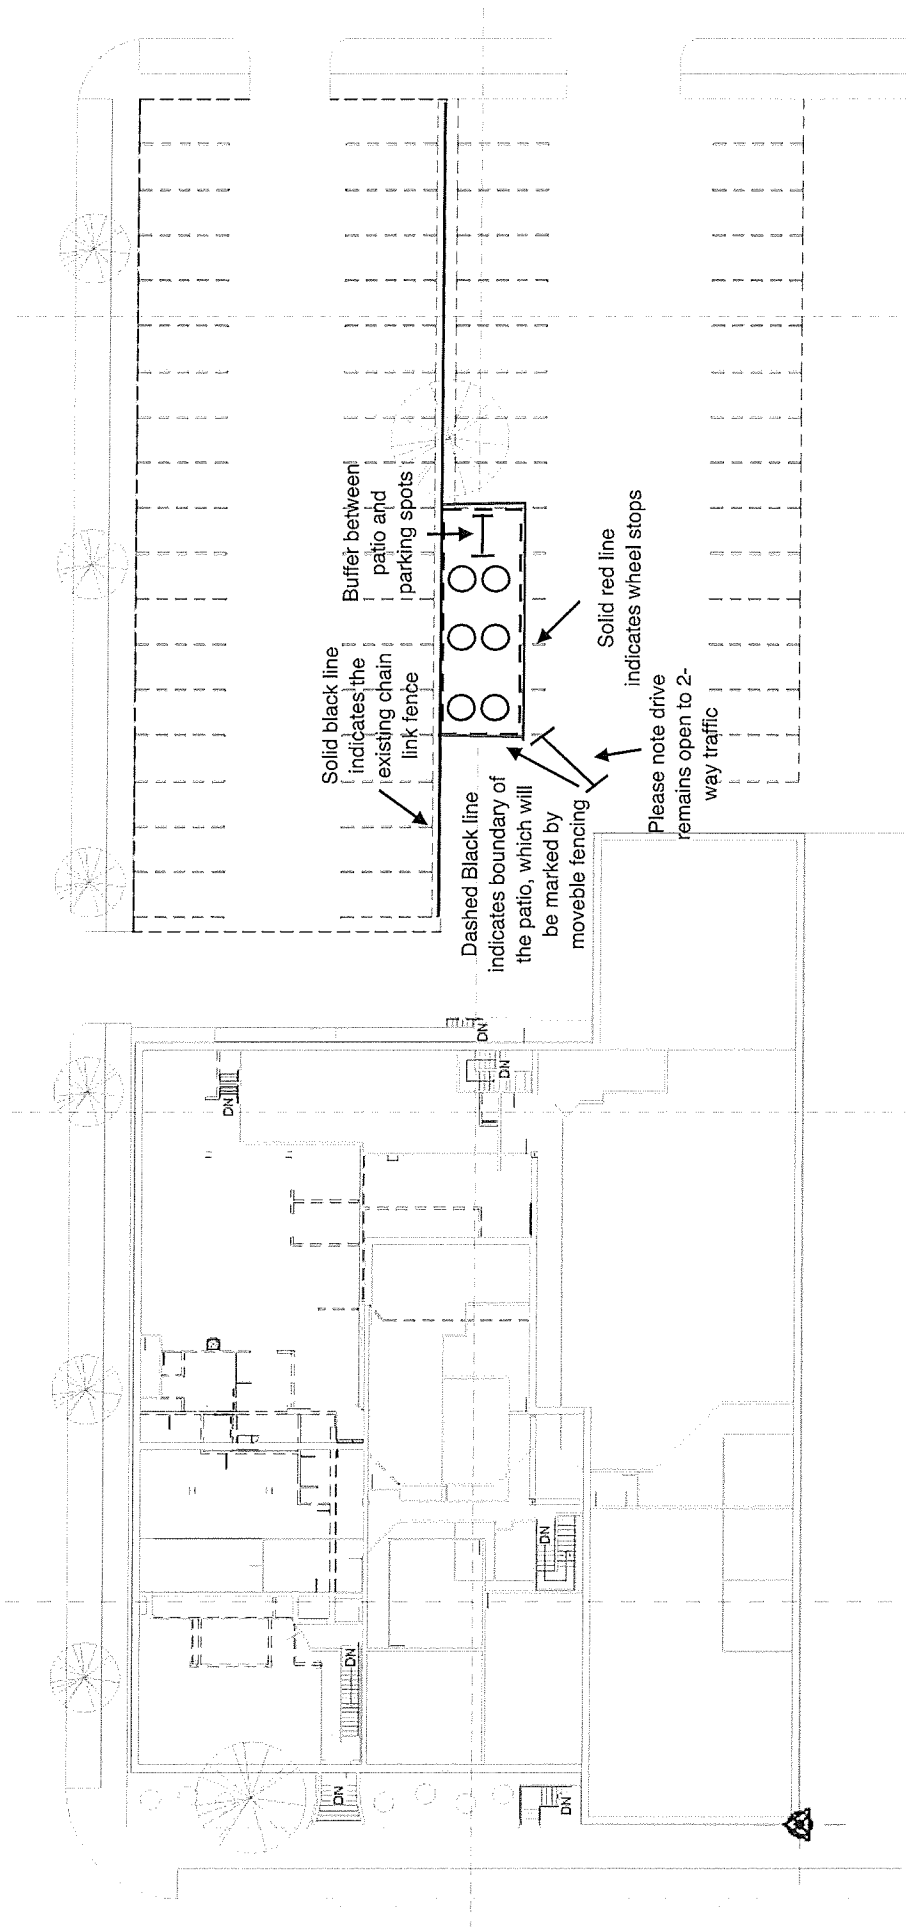 Buffer between
patio and
parking spots
Solid black line
indicates the
existing chain
link fence
Solid red line
indicates wheel stops
Dashed Black line
indicates boundary of
the patio, which will
be marked by
moveble fencing
Please note drive
remains open to 2-
way traffic
DN
DN
DN
DN
DN
DN
DN